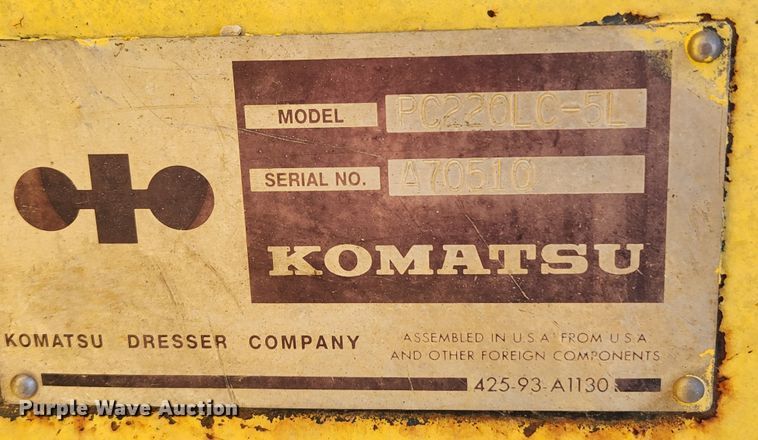 MODEL PC220LC-5L
SERIAL NO. A70510
KOMATSU
KOMATSU DRESSER COMPANY
ASSEMBLED IN U.S.A. FROM U.S.A
AND OTHER FOREIGN COMPONENTS
425-93-A1130
Purple Wave Auction